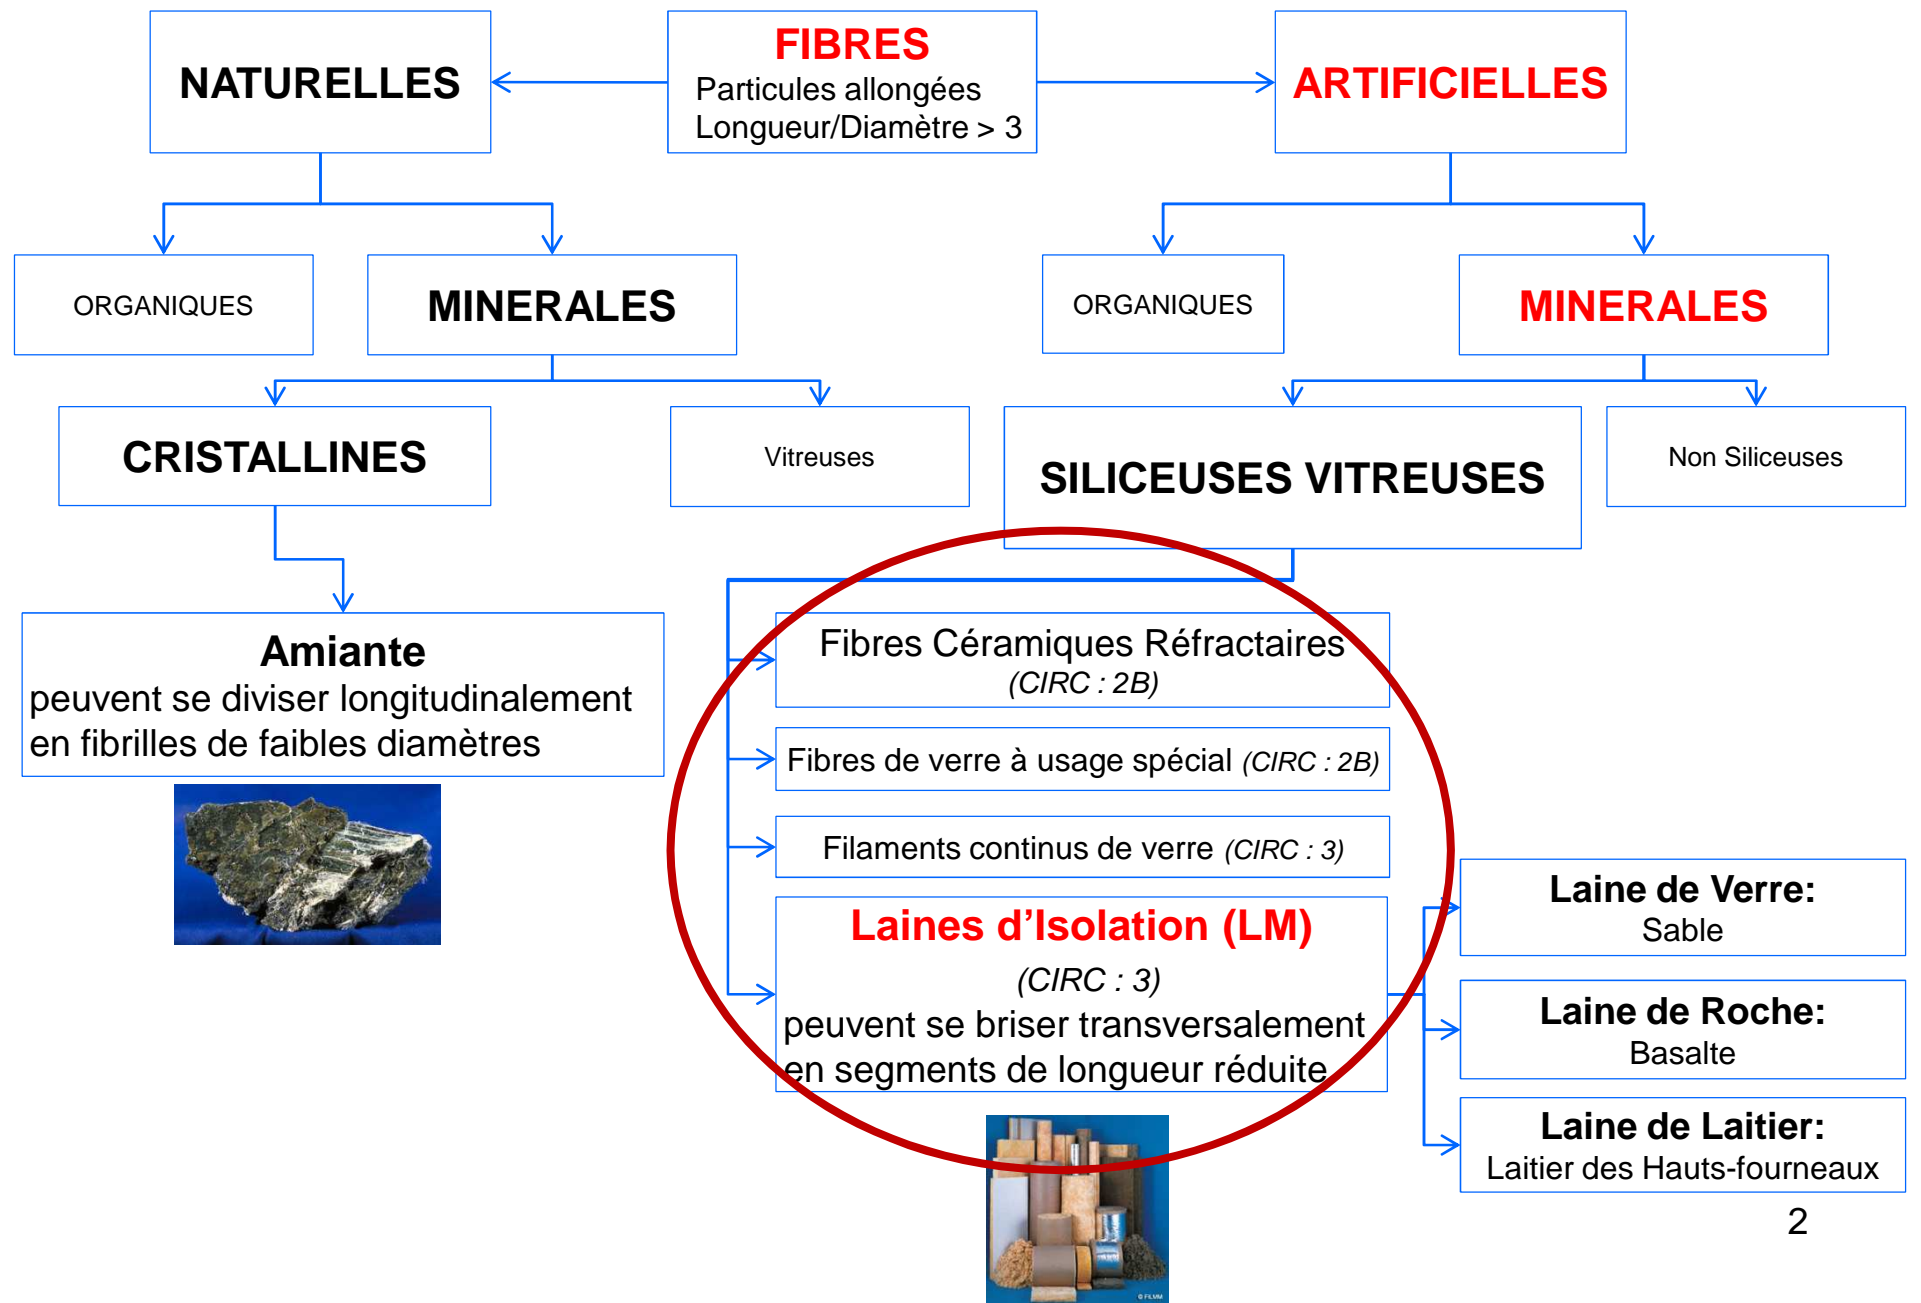 FIBRES
Particules allongées
Longueur/Diamètre > 3
NATURELLES
ARTIFICIELLES
ORGANIQUES
MINERALES
ORGANIQUES
MINERALES
CRISTALLINES
Vitreuses
SILICEUSES VITREUSES
Non Siliceuses
Amiante
peuvent se diviser longitudinalement
en fibrilles de faibles diamètres
Fibres Céramiques Réfractaires
(CIRC : 2B)
Fibres de verre à usage spécial (CIRC : 2B)
Filaments continus de verre (CIRC : 3)
Laines d’Isolation (LM)
(CIRC : 3)
peuvent se briser transversalement
en segments de longueur réduite
Laine de Verre:
Sable
Laine de Roche:
Basalte
Laine de Laitier:
Laitier des Hauts-fourneaux
© FILMM
2